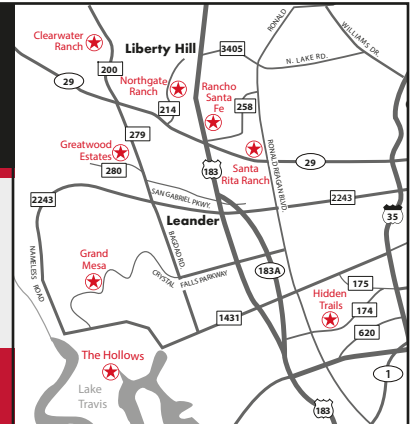 RONALD
WILLIAMS DR.
Clearwater
Ranch
Liberty Hill
3405
N. LAKE RD.
200
29
Northgate
Ranch
Rancho
Santa
Fe
214
258
279
Greatwood
Estates
280
183
Santa
Rita Ranch
29
RONALD REAGAN BLVD.
2243
SAN GABRIEL PKWY.
2243
35
Leander
NAMELESS ROAD
BAGDAD RD.
Grand
Mesa
CRYSTAL FALLS PARKWAY
183A
175
Hidden
Trails
174
1431
620
The Hollows
Lake
Travis
1
183